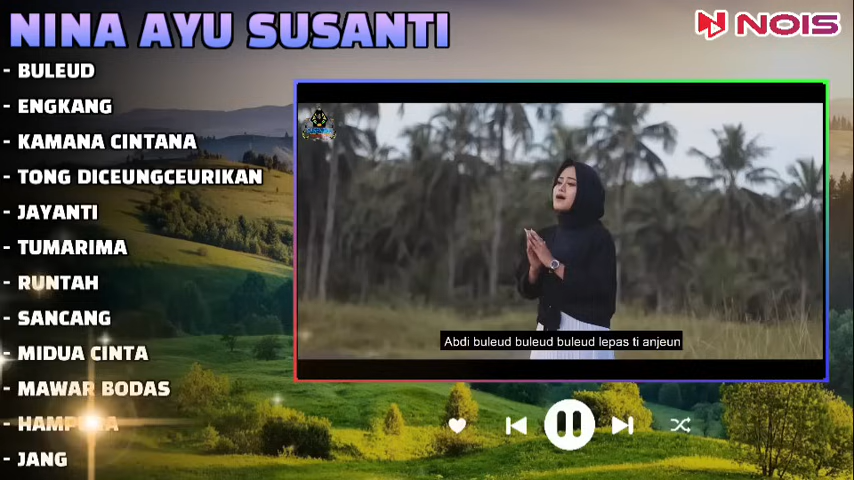 NINA AYU SUSANTI
NOIS
- BULEUD
- ENGKANG
- KAMANA CINTANA
- TONG DICEUNGCEURIKAN
- JAYANTI
- TUMARIMA
- RUNTAH
- SANCANG
- MIDUA CINTA
- MAWAR BODAS
- JANG
Abdi buleud buleud buleud lepas ti anjeun